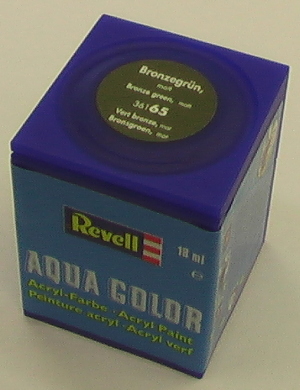 Bronzegrün,
matt
Bronze green, matt
36165
Vert bronze, mat
Bronsgroen, mat
Revell
18 ml
e
AQUA COLOR
Acryl-Farbe · Acryl Paint
Peinture acryl · Acryl verf